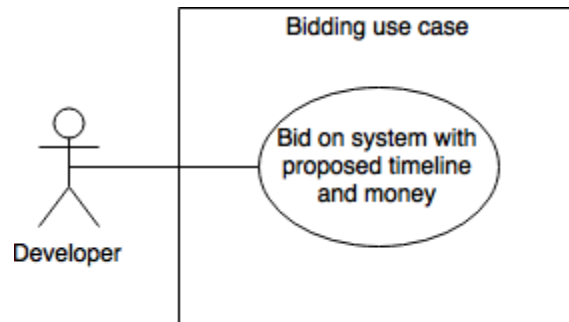 Bidding use case
Bid on system with
proposed timeline
and money
Developer